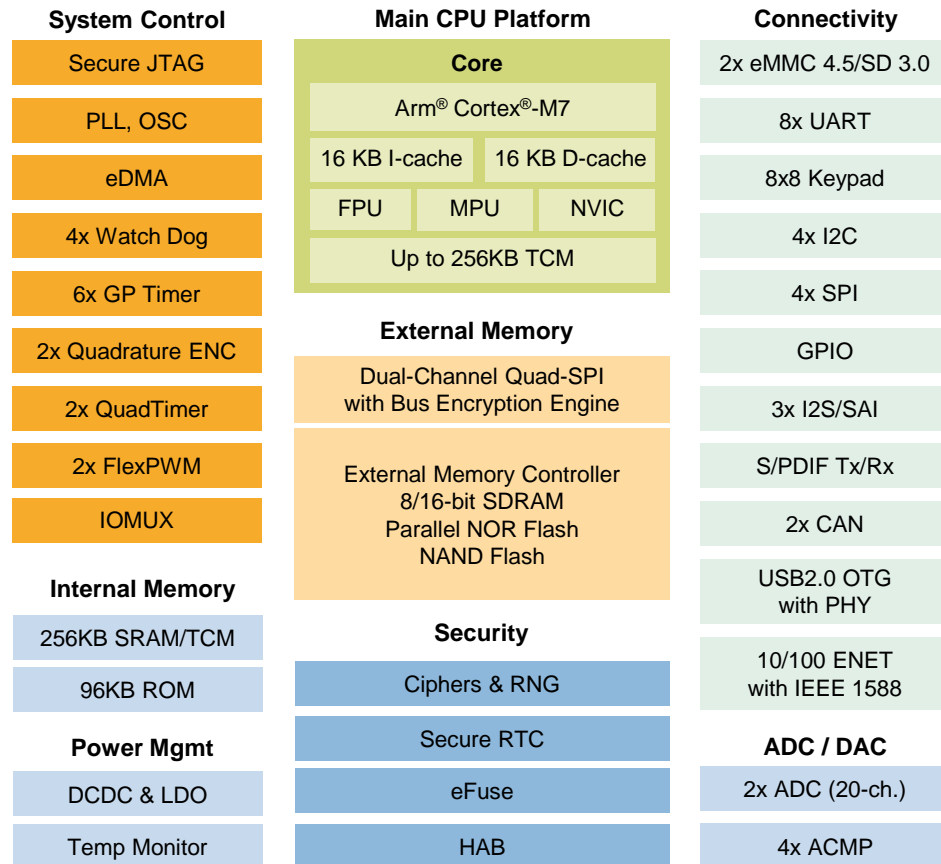 System Control
Secure JTAG
PLL, OSC
eDMA
4x Watch Dog
6x GP Timer
2x Quadrature ENC
2x QuadTimer
2x FlexPWM
IOMUX
Internal Memory
256KB SRAM/TCM
96KB ROM
Power Mgmt
DCDC & LDO
Temp Monitor
Main CPU Platform
Core
Arm® Cortex®-M7
16 KB I-cache
16 KB D-cache
FPU
MPU
NVIC
Up to 256KB TCM
External Memory
Dual-Channel Quad-SPI
with Bus Encryption Engine
External Memory Controller
8/16-bit SDRAM
Parallel NOR Flash
NAND Flash
Security
Ciphers & RNG
Secure RTC
eFuse
HAB
Connectivity
2x eMMC 4.5/SD 3.0
8x UART
8x8 Keypad
4x I2C
4x SPI
GPIO
3x I2S/SAI
S/PDIF Tx/Rx
2x CAN
USB2.0 OTG
with PHY
10/100 ENET
with IEEE 1588
ADC / DAC
2x ADC (20-ch.)
4x ACMP